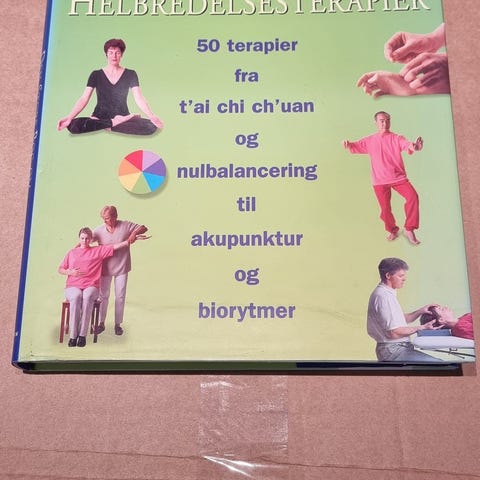 HELBREDELSESTERAPIER
50 terapier
fra
t'ai chi ch'uan
og
nulbalancering
til
akupunktur
og
biorytmer